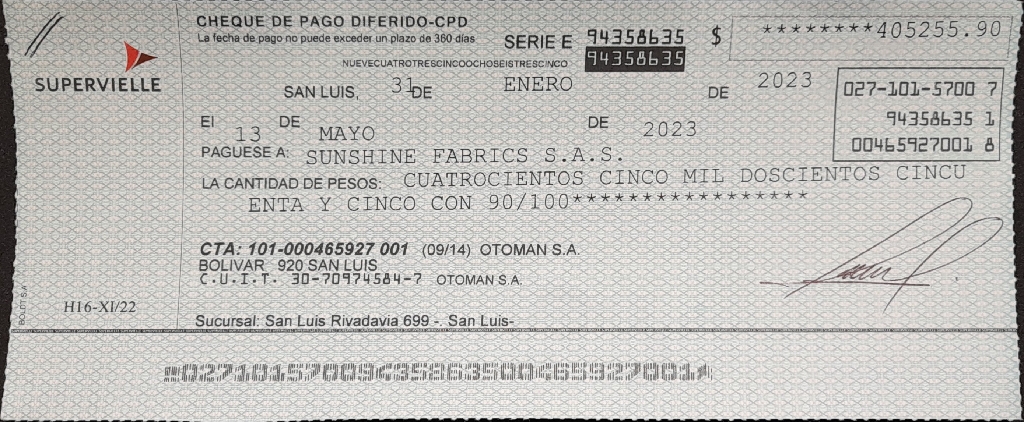 CHEQUE DE PAGO DIFERIDO-CPD
La fecha de pago no puede exceder un plazo de 360 días
SERIE E 94358635 $ ********405255.90
94358635
NUEVECUATROTRESCINCOOCHOSEISTRESCINCO
SUPERVIELLE
SAN LUIS, 31 DE ENERO DE 2023
027-101-5700 7
94358635 1
00465927001 8
El 13 DE MAYO DE 2023
PAGUESE A: SUNSHINE FABRICS S.A.S.
LA CANTIDAD DE PESOS: CUATROCIENTOS CINCO MIL DOSCIENTOS CINCU
ENTA Y CINCO CON 90/100*****************
CTA: 101-000465927 001 (09/14) OTOMAN S.A.
BOLIVAR 920 SAN LUIS
C.U.I.T. 30-70974584-7 OTOMAN S.A.
H16-XI/22
BOLDT S.A.
Sucursal: San Luis Rivadavia 699 -. San Luis-
02710157009435863500465927001